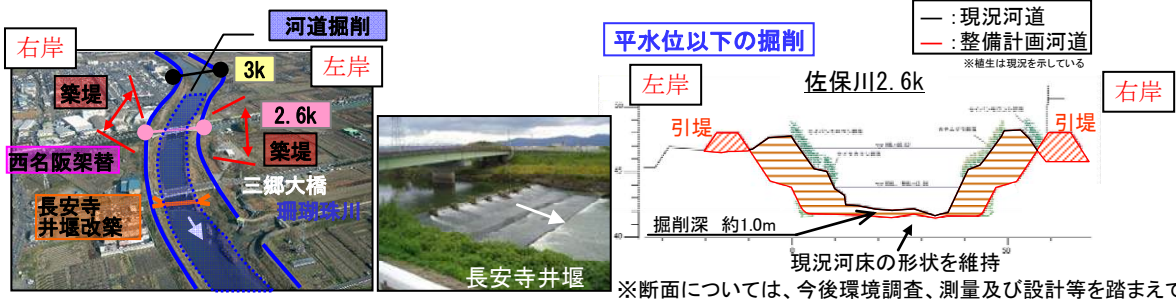 河道掘削
右岸
左岸
3k
築堤
2.6k
築堤
西名阪架替
三郷大橋
珊瑚珠川
長安寺
井堰改築
長安寺井堰
平水位以下の掘削
―:現況河道
―:整備計画河道
※植生は現況を示している
左岸
佐保川2.6k
右岸
引堤
引堤
掘削深 約1.0m
40
0
50
現況河床の形状を維持
※断面については、今後環境調査、測量及び設計等を踏まえて